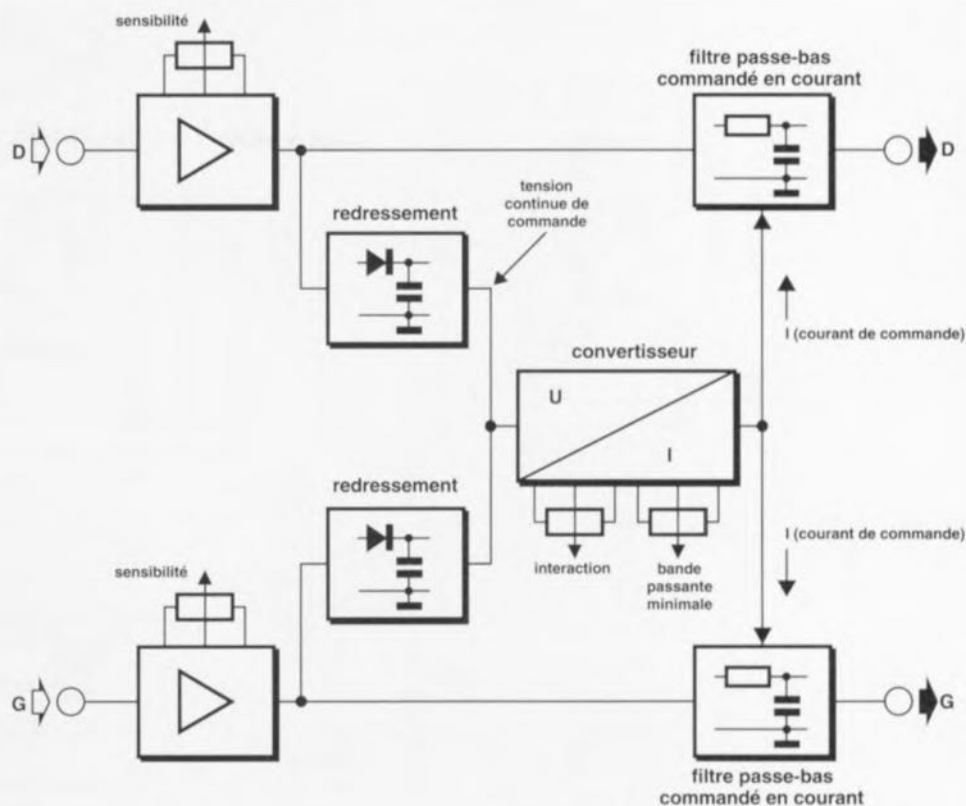 sensibilité
filtre passe-bas
commandé en courant
D
D
redressement
tension
continue de
commande
I (courant de commande)
convertisseur
U
I
redressement
I (courant de commande)
sensibilité
interaction
bande
passante
minimale
G
G
filtre passe-bas
commandé en courant